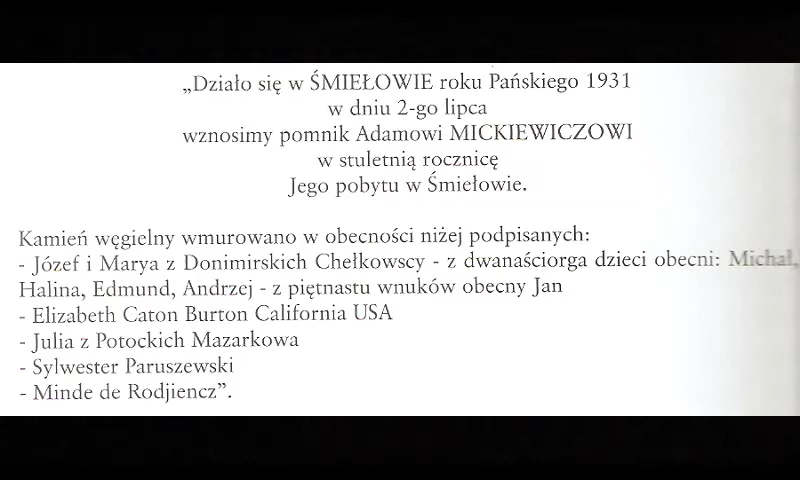 „Działo się w ŚMIEŁOWIE roku Pańskiego 1931
w dniu 2-go lipca
wznosimy pomnik Adamowi MICKIEWICZOWI
w stuletnią rocznicę
Jego pobytu w Śmiełowie.
Kamień węgielny wmurowano w obecności niżej podpisanych:
- Józef i Marya z Donimirskich Chełkowscy - z dwanaściorga dzieci obecni: Michał,
Halina, Edmund, Andrzej - z piętnastu wnuków obecny Jan
- Elizabeth Caton Burton California USA
- Julia z Potockich Mazarkowa
- Sylwester Paruszewski
- Minde de Rodjiencz”.